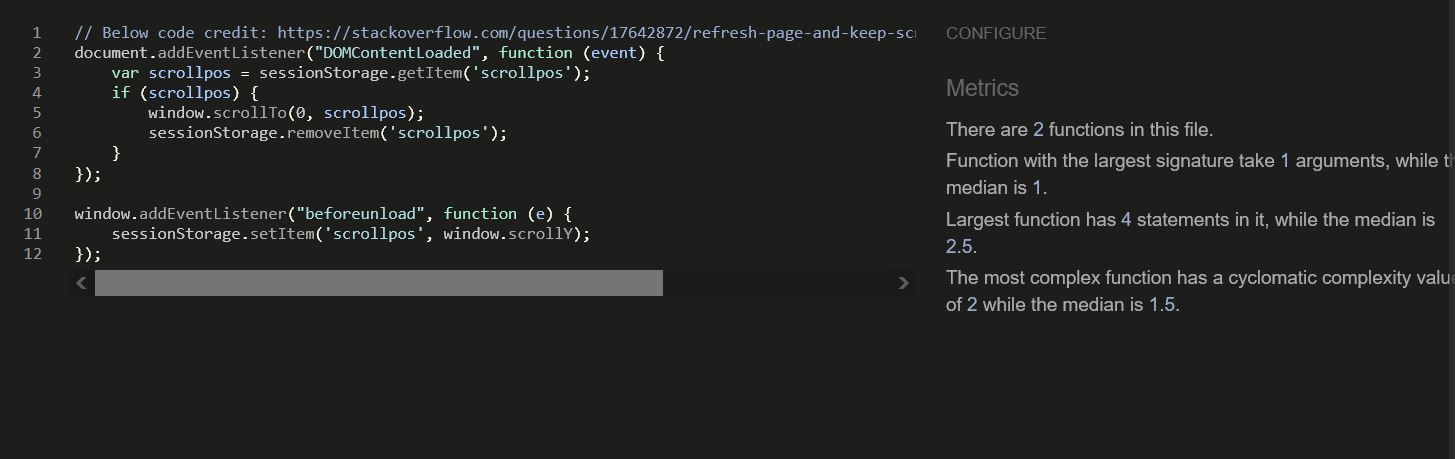 1 // Below code credit: https://stackoverflow.com/questions/17642872/refresh-page-and-keep-scr
2 document.addEventListener("DOMContentLoaded", function (event) {
3     var scrollpos = sessionStorage.getItem('scrollpos');
4     if (scrollpos) {
5         window.scrollTo(0, scrollpos);
6         sessionStorage.removeItem('scrollpos');
7     }
8 });
9
10 window.addEventListener("beforeunload", function (e) {
11     sessionStorage.setItem('scrollpos', window.scrollY);
12 });
CONFIGURE
Metrics
There are 2 functions in this file.
Function with the largest signature take 1 arguments, while
median is 1.
Largest function has 4 statements in it, while the median is
2.5.
The most complex function has a cyclomatic complexity value
of 2 while the median is 1.5.